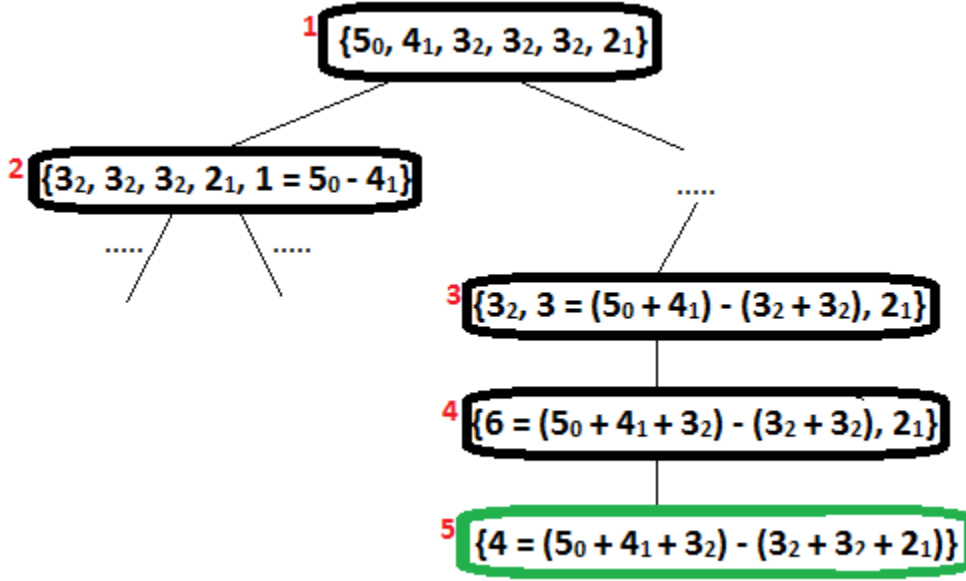 1 {5₀, 4₁, 3₂, 3₂, 3₂, 2₁}
2 {3₂, 3₂, 3₂, 2₁, 1 = 5₀ - 4₁}
.....
..... .....
3 {3₂, 3 = (5₀ + 4₁) - (3₂ + 3₂), 2₁}
4 {6 = (5₀ + 4₁ + 3₂) - (3₂ + 3₂), 2₁}
5 {4 = (5₀ + 4₁ + 3₂) - (3₂ + 3₂ + 2₁)}